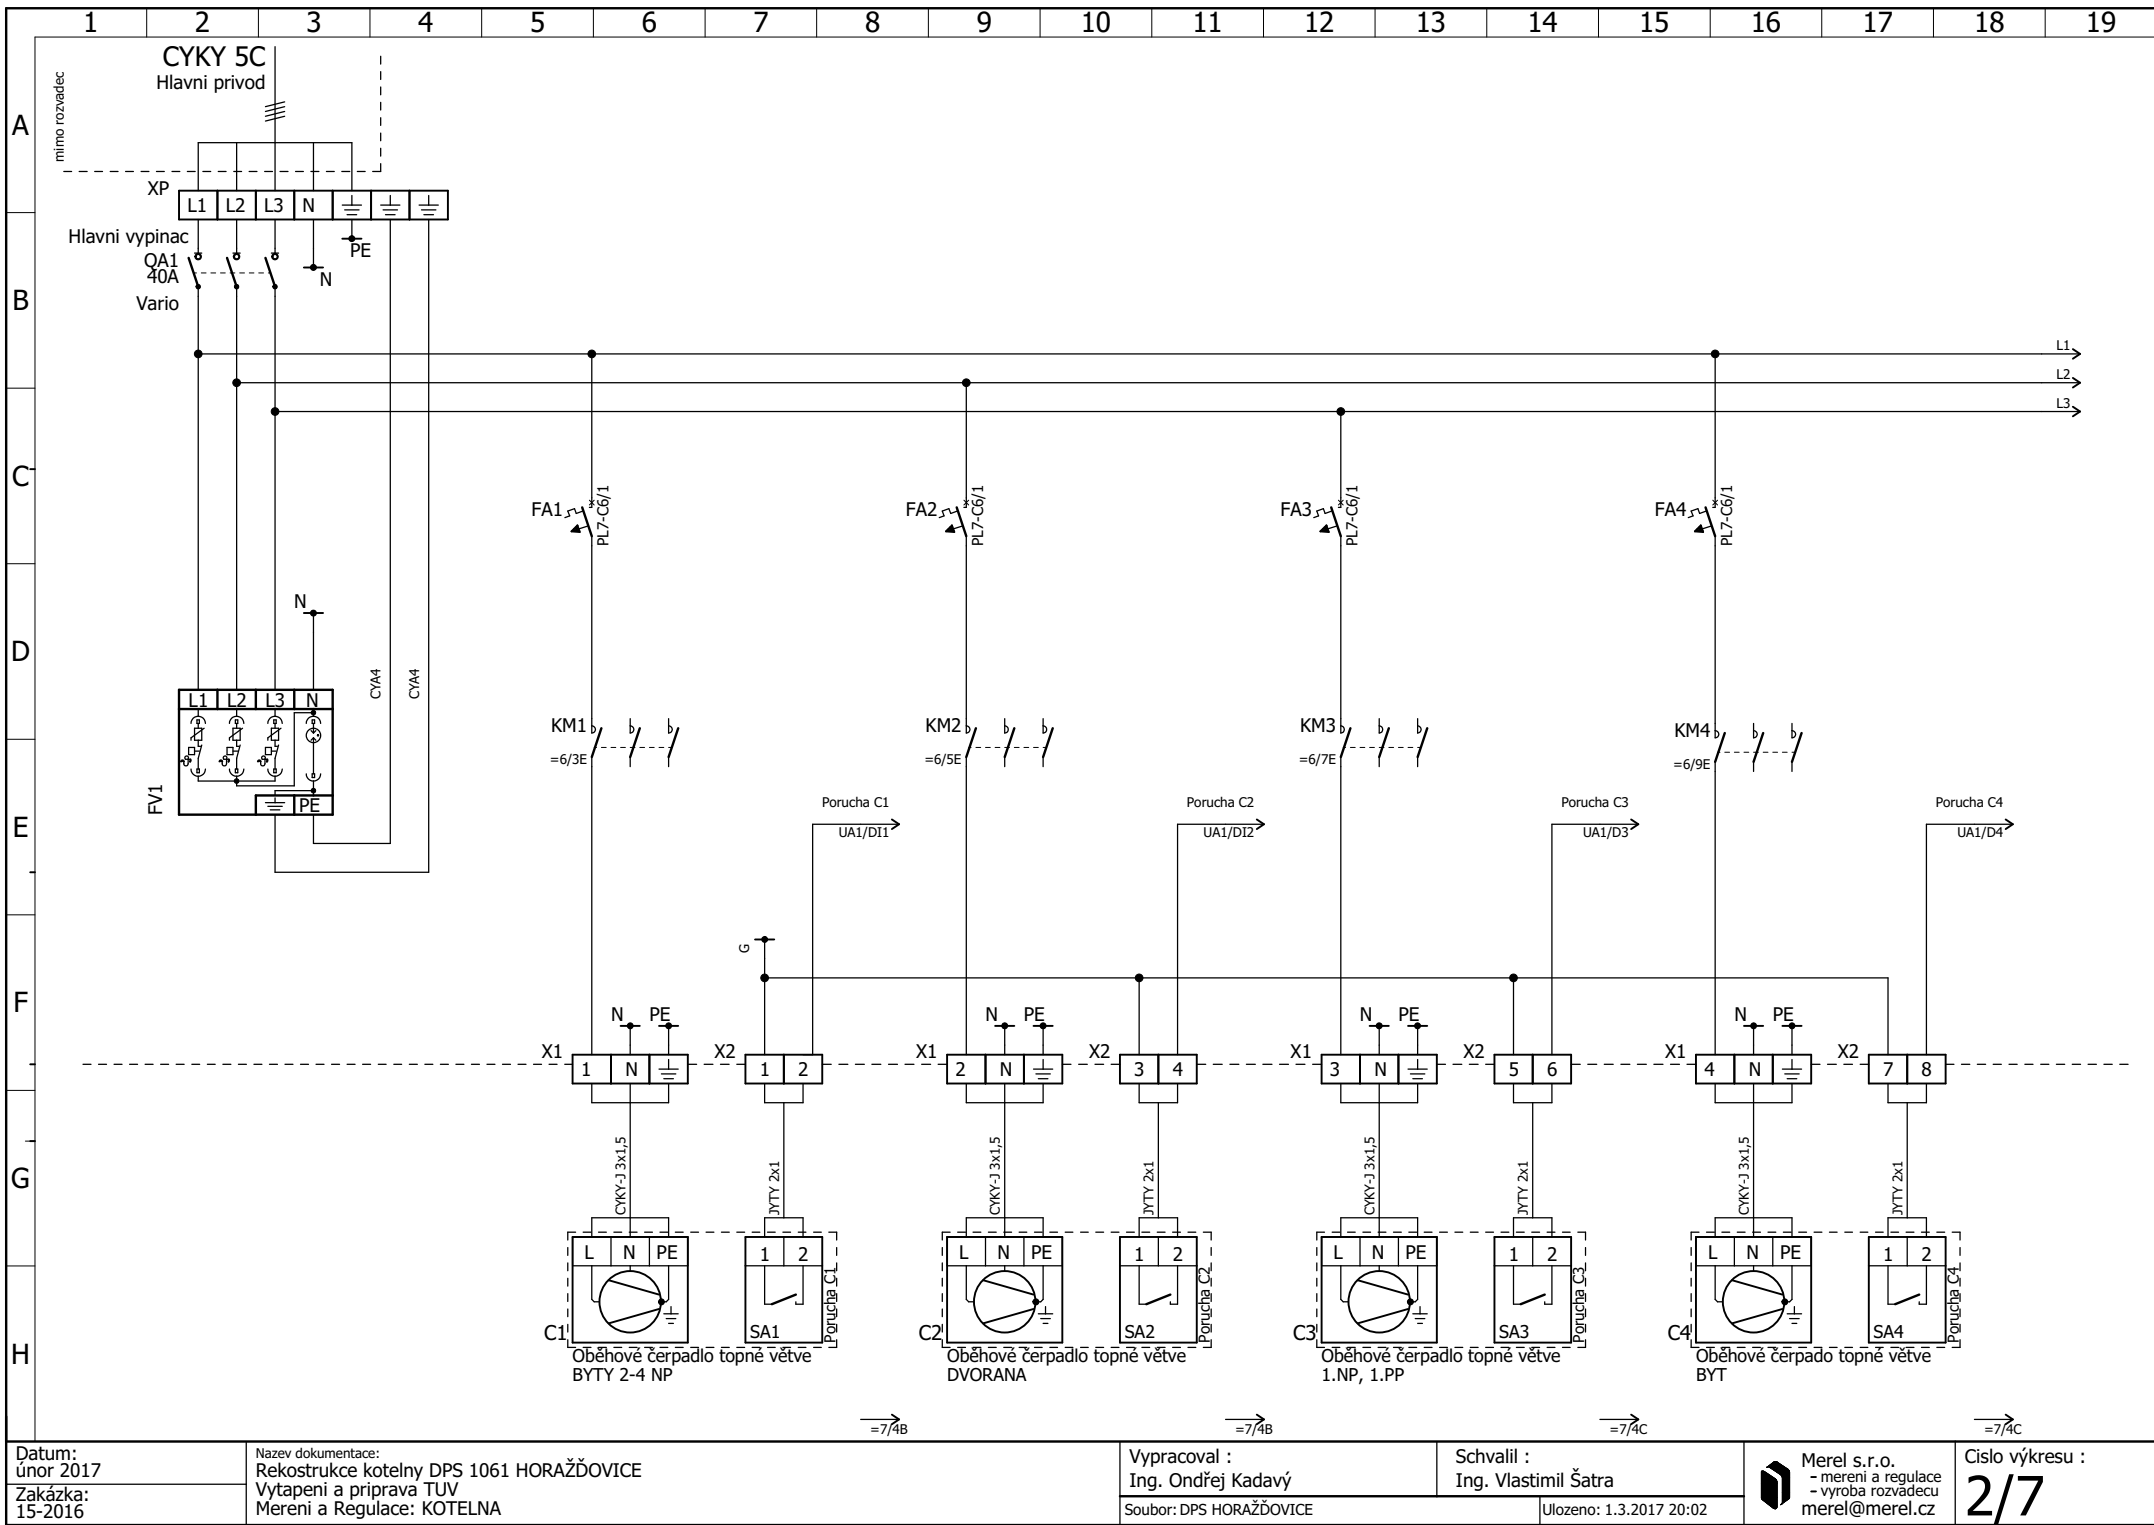 1 2 3 4 5 6 7 8 9 10 11 12 13 14 15 16 17 18 19
CYKY 5C
Hlavni privod
mimo rozvadec
A
XP
L1 L2 L3 N
Hlavni vypinac
QA1
40A
Vario
PE
N
B
L1
L2
L3
C
FA1 PL7-C6/1 FA2 PL7-C6/1 FA3 PL7-C6/1 FA4 PL7-C6/1
N
D
CYA4 CYA4
L1 L2 L3 N
KM1 KM2 KM3 KM4
=6/3E =6/5E =6/7E =6/9E
FV1
PE
E
Porucha C1 Porucha C2 Porucha C3 Porucha C4
UA1/DI1 UA1/DI2 UA1/D3 UA1/D4
G
F
N PE N PE N PE N PE
X1 X2 X1 X2 X1 X2 X1 X2
1 N 1 2 2 N 3 4 3 N 5 6 4 N 7 8
G
CYKY-J 3x1,5 JYTY 2x1 CYKY-J 3x1,5 JYTY 2x1 CYKY-J 3x1,5 JYTY 2x1 CYKY-J 3x1,5 JYTY 2x1
L N PE 1 2 L N PE 1 2 L N PE 1 2 L N PE 1 2
Porucha C1 Porucha C2 Porucha C3 Porucha C4
C1 SA1 C2 SA2 C3 SA3 C4 SA4
H
Oběhové čerpadlo topné větve
BYTY 2-4 NP
Oběhové čerpadlo topné větve
DVORANA
Oběhové čerpadlo topné větve
1.NP, 1.PP
Oběhové čerpado topné větve
BYT
=7/4B =7/4B =7/4C =7/4C
Datum:
únor 2017
Zakázka:
15-2016
Nazev dokumentace:
Rekostrukce kotelny DPS 1061 HORAŽĎOVICE
Vytapeni a priprava TUV
Mereni a Regulace: KOTELNA
Vypracoval :
Ing. Ondřej Kadavý
Schvalil :
Ing. Vlastimil Šatra
Soubor: DPS HORAŽĎOVICE
Ulozeno: 1.3.2017 20:02
Merel s.r.o.
- mereni a regulace
- vyroba rozvadecu
merel@merel.cz
Cislo výkresu :
2/7